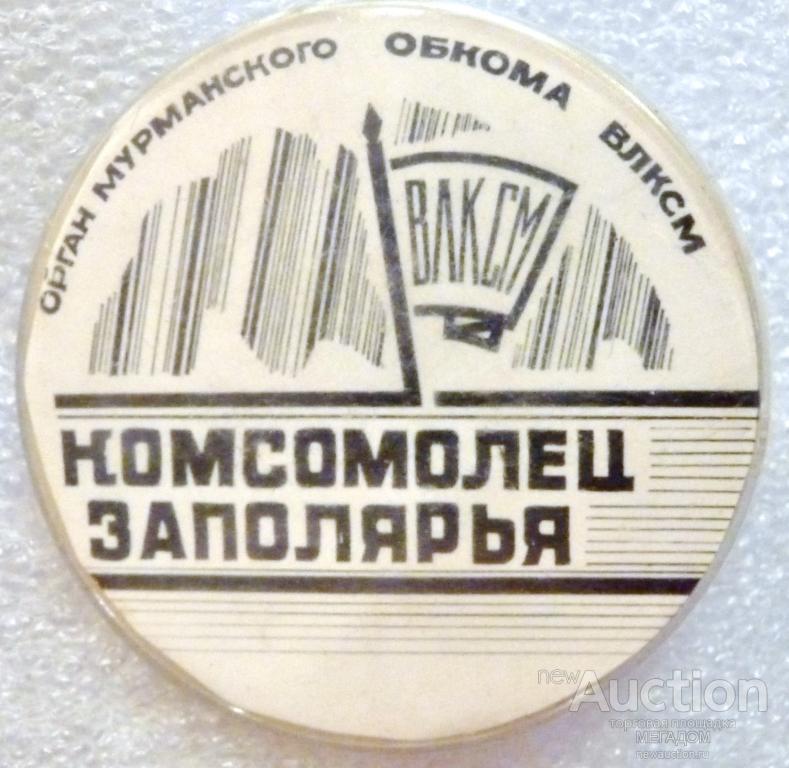 ОРГАН МУРМАНСКОГО ОБКОМА ВЛКСМ
ВЛКСМ
КОМСОМОЛЕЦ
ЗАПОЛЯРЬЯ
newAuction
торговая площадка
МЕГАДОМ
newauction.ru